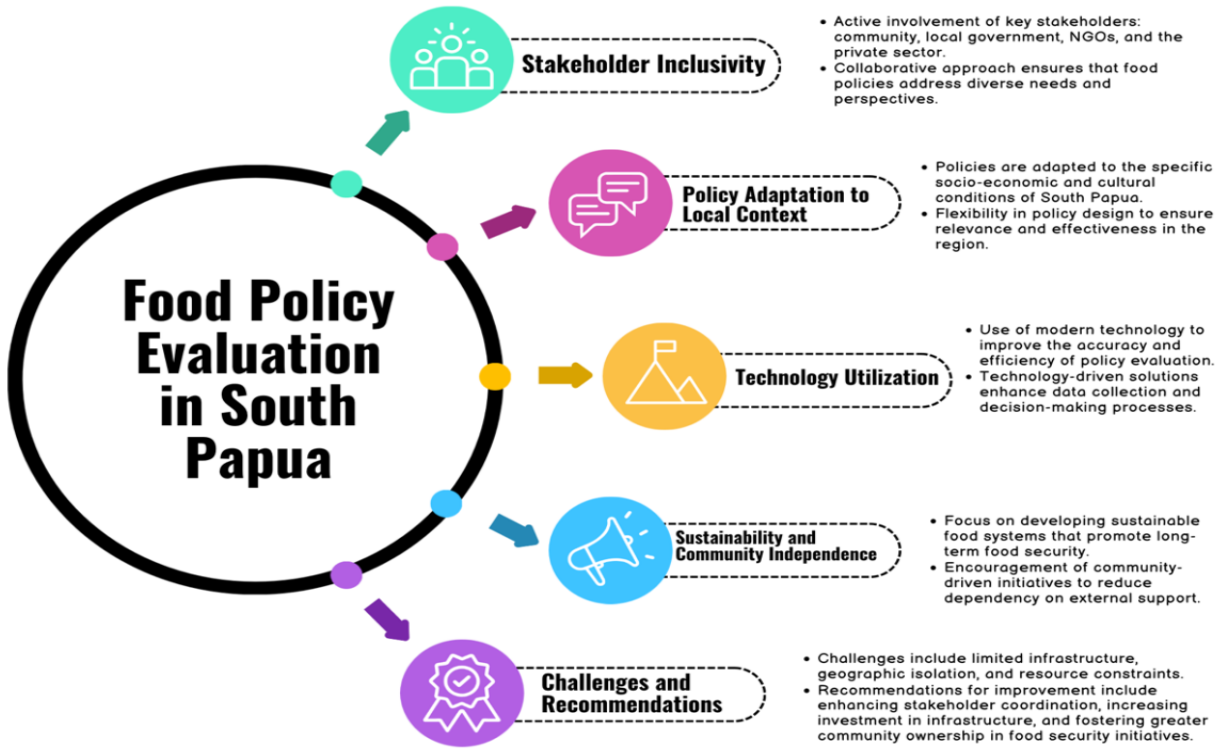 Food Policy
Evaluation
in South
Papua
Stakeholder Inclusivity
• Active involvement of key stakeholders:
community, local government, NGOs, and the
private sector.
• Collaborative approach ensures that food
policies address diverse needs and
perspectives.
Policy Adaptation to
Local Context
• Policies are adapted to the specific
socio-economic and cultural
conditions of South Papua.
• Flexibility in policy design to ensure
relevance and effectiveness in the
region.
Technology Utilization
• Use of modern technology to
improve the accuracy and
efficiency of policy evaluation.
• Technology-driven solutions
enhance data collection and
decision-making processes.
Sustainability and
Community Independence
• Focus on developing sustainable
food systems that promote long-
term food security.
• Encouragement of community-
driven initiatives to reduce
dependency on external support.
Challenges and
Recommendations
• Challenges include limited infrastructure,
geographic isolation, and resource constraints.
• Recommendations for improvement include
enhancing stakeholder coordination, increasing
investment in infrastructure, and fostering greater
community ownership in food security initiatives.